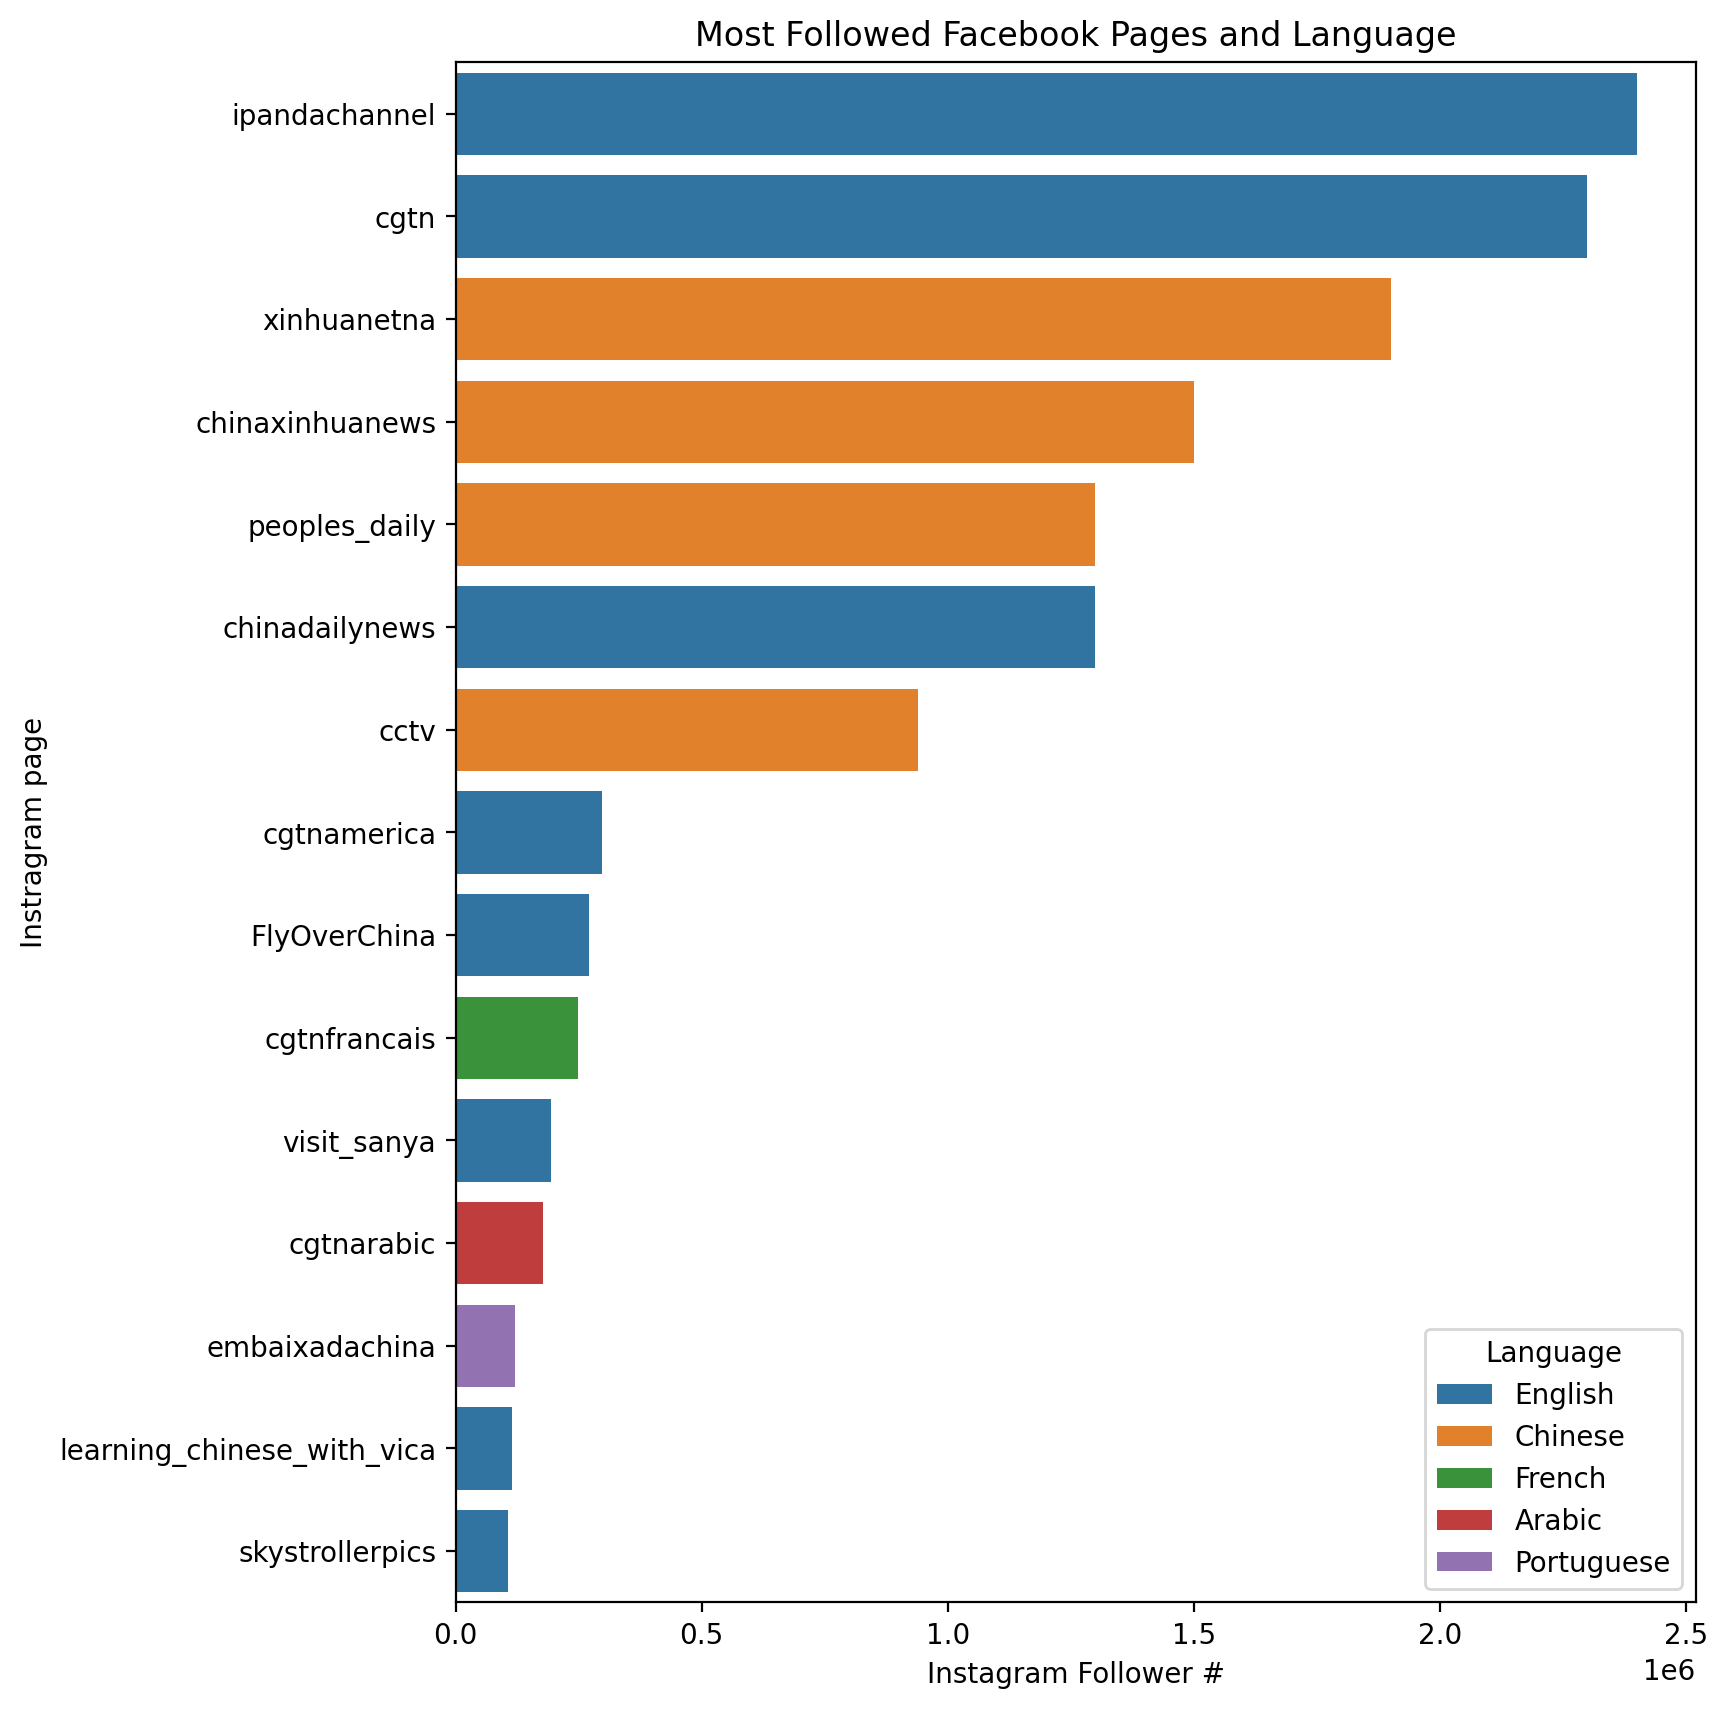 Most Followed Facebook Pages and Language
ipandachannel
cgtn
xinhuanetna
chinaxinhuanews
peoples_daily
chinadailynews
cctv
cgtnamerica
FlyOverChina
cgtnfrancais
visit_sanya
cgtnarabic
embaixadachina
learning_chinese_with_vica
skystrollerpics
Instragram page
Language
English
Chinese
French
Arabic
Portuguese
0.0 0.5 1.0 1.5 2.0 2.5
1e6
Instagram Follower #